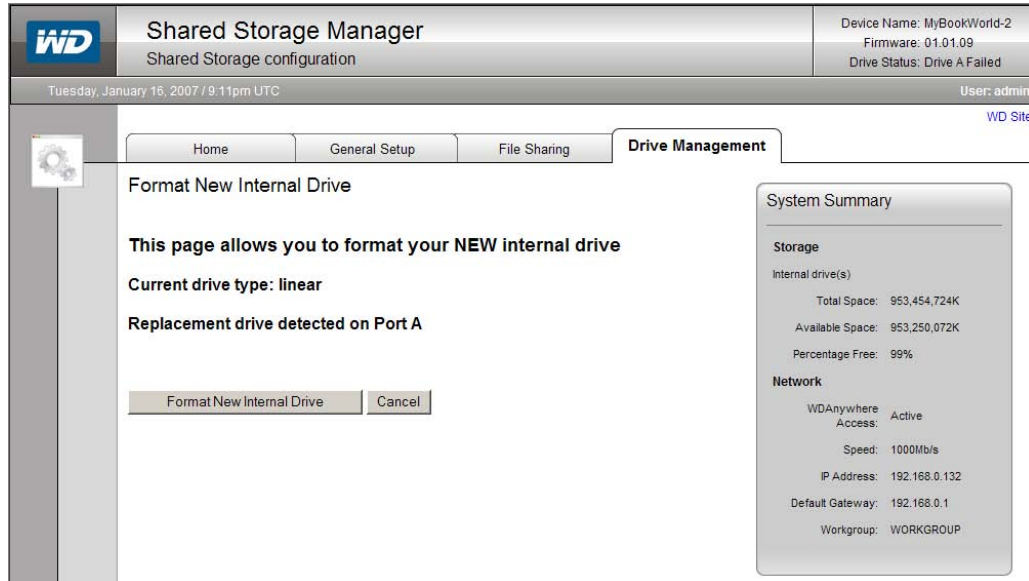 WD
Shared Storage Manager
Shared Storage configuration
Device Name: MyBookWorld-2
Firmware: 01.01.09
Drive Status: Drive A Failed
Tuesday, January 16, 2007 / 9:11pm UTC
User: admin
WD Site
Home
General Setup
File Sharing
Drive Management
Format New Internal Drive
This page allows you to format your NEW internal drive
Current drive type: linear
Replacement drive detected on Port A
Format New Internal Drive
Cancel
System Summary
Storage
Internal drive(s)
Total Space: 953,454,724K
Available Space: 953,250,072K
Percentage Free: 99%
Network
WDAnywhere Access: Active
Speed: 1000Mb/s
IP Address: 192.168.0.132
Default Gateway: 192.168.0.1
Workgroup: WORKGROUP